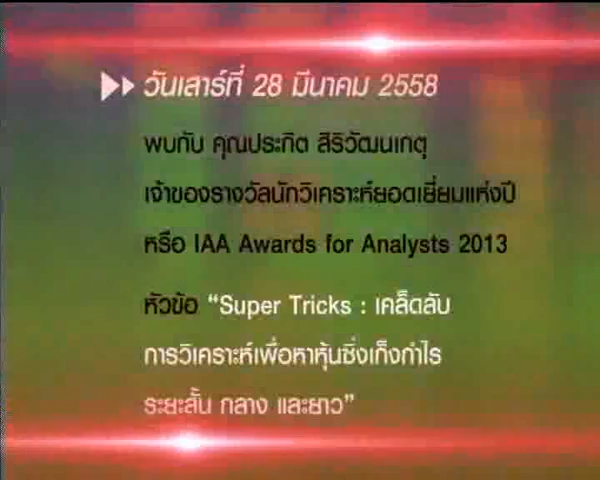 วันเสาร์ที่ 28 มีนาคม 2558
พบกับ คุณประกิต สิริวัฒนเกตุ
เจ้าของรางวัลนักวิเคราะห์ยอดเยี่ยมแห่งปี
หรือ IAA Awards for Analysts 2013
หัวข้อ “Super Tricks : เคล็ดลับ
การวิเคราะห์เพื่อหาหุ้นซิ่งเก็งกำไร
ระยะสั้น กลาง และยาว”